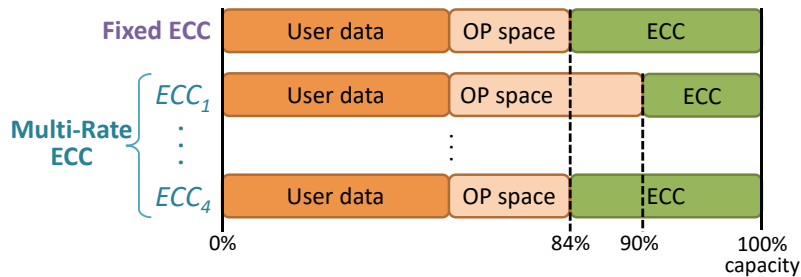 Fixed ECC User data OP space ECC
ECC1 User data OP space ECC
Multi-Rate
ECC
⋮ ⋮
ECC4 User data OP space ECC
0% 84% 90% 100%
capacity